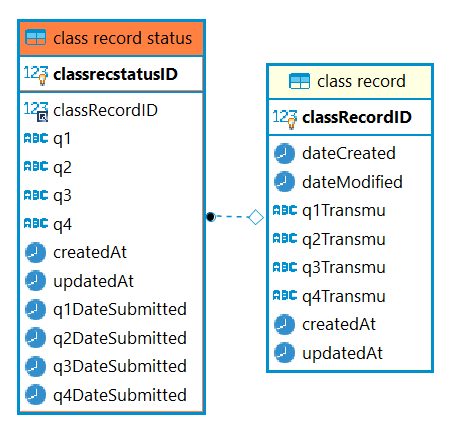 class record status
123 classrecstatusID
123 classRecordID
ABC q1
ABC q2
ABC q3
ABC q4
createdAt
updatedAt
q1DateSubmitted
q2DateSubmitted
q3DateSubmitted
q4DateSubmitted
class record
123 classRecordID
dateCreated
dateModified
ABC q1Transmu
ABC q2Transmu
ABC q3Transmu
ABC q4Transmu
createdAt
updatedAt